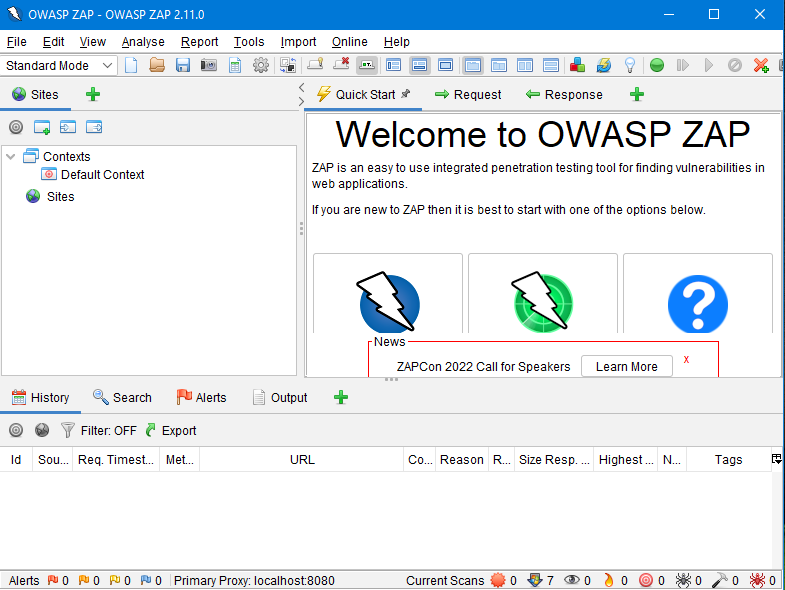 OWASP ZAP - OWASP ZAP 2.11.0
File Edit View Analyse Report Tools Import Online Help
Standard Mode
Sites
Quick Start Request Response
Contexts
Default Context
Sites
Welcome to OWASP ZAP
ZAP is an easy to use integrated penetration testing tool for finding vulnerabilities in
web applications.
If you are new to ZAP then it is best to start with one of the options below.
?
News
ZAPCon 2022 Call for Speakers Learn More X
History Search Alerts Output
Filter: OFF Export
Id Sou... Req. Timest... Met... URL Co... Reason R... Size Resp. ... Highest ... N... Tags
Alerts 0 0 0 0 Primary Proxy: localhost:8080 Current Scans 0 7 0 0 0 0 0 0